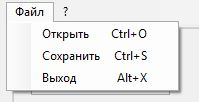 Файл ?
Открыть Ctrl+O
Сохранить Ctrl+S
Выход Alt+X